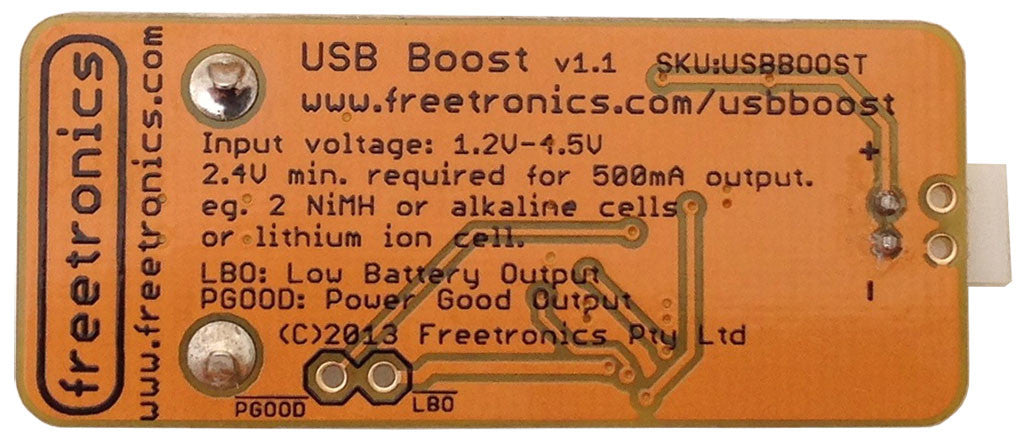 freetronics
www.freetronics.com
USB Boost v1.1 SKU:USBBOOST
www.freetronics.com/usbboost
Input voltage: 1.2V-4.5V
2.4V min. required for 500mA output.
eg. 2 NiMH or alkaline cells
or lithium ion cell.
LBO: Low Battery Output
PGOOD: Power Good Output
(C)2013 Freetronics Pty Ltd
PGOOD LBO
+
-